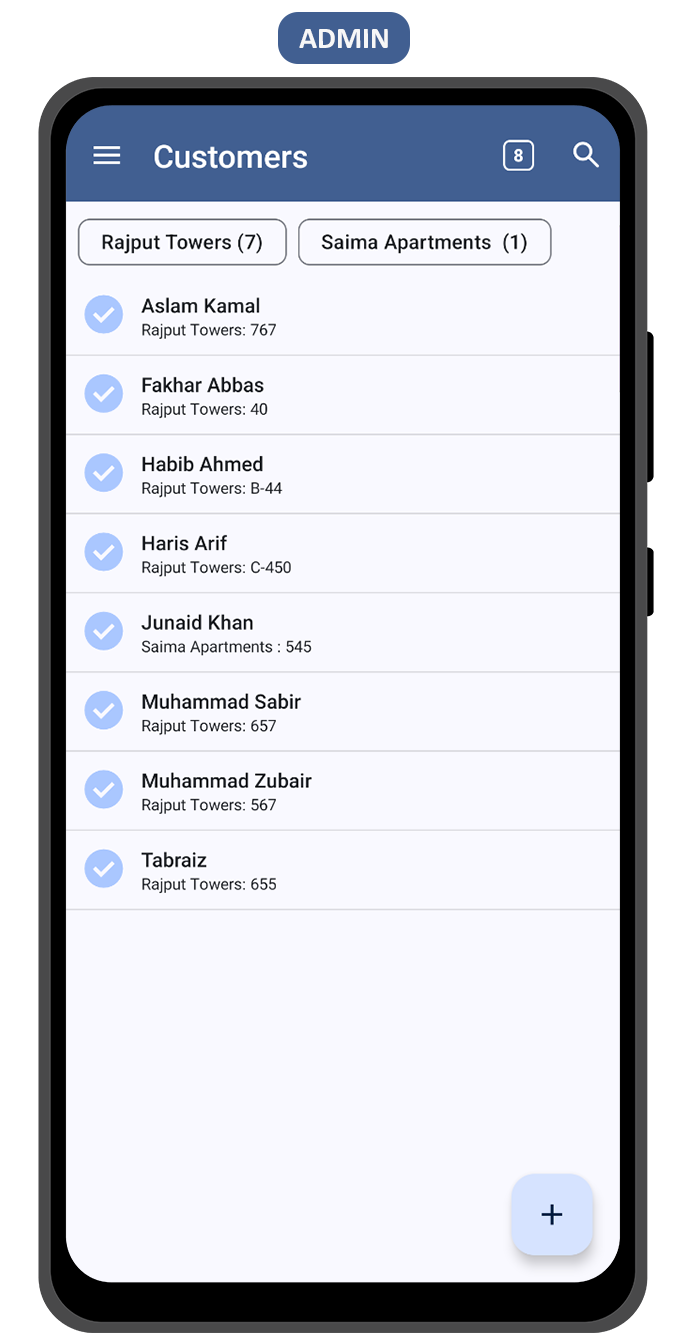 ADMIN
Customers 8
Rajput Towers (7) Saima Apartments (1)
Aslam Kamal
Rajput Towers: 767
Fakhar Abbas
Rajput Towers: 40
Habib Ahmed
Rajput Towers: B-44
Haris Arif
Rajput Towers: C-450
Junaid Khan
Saima Apartments : 545
Muhammad Sabir
Rajput Towers: 657
Muhammad Zubair
Rajput Towers: 567
Tabraiz
Rajput Towers: 655
+